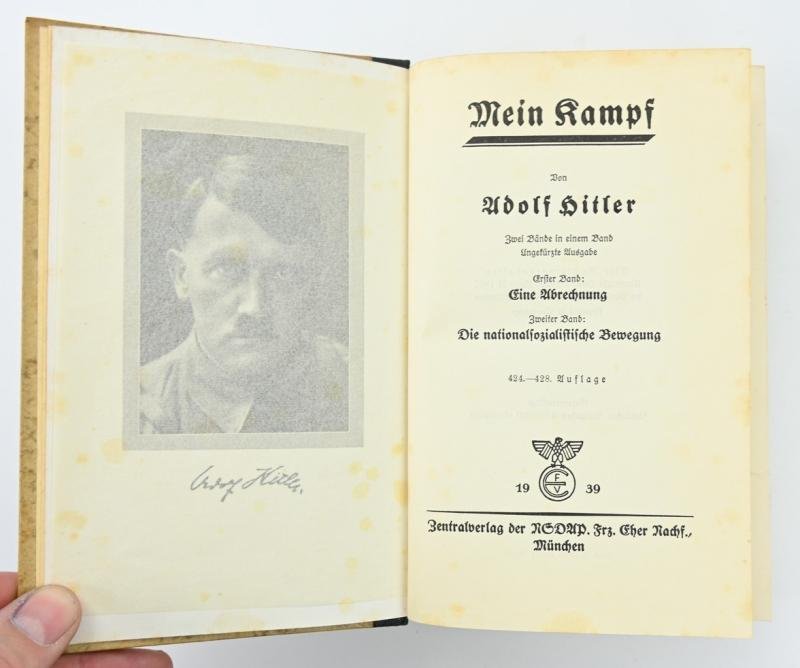 Adolf Hitler.
Mein Kampf
Von
Adolf Hitler
Zwei Bände in einem Band
Ungekürzte Ausgabe
Erster Band:
Eine Abrechnung
Zweiter Band:
Die nationalsozialistische Bewegung
424.—428. Auflage
F
E
V
19 39
Zentralverlag der NSDAP. Frz. Eher Nachf.,
München